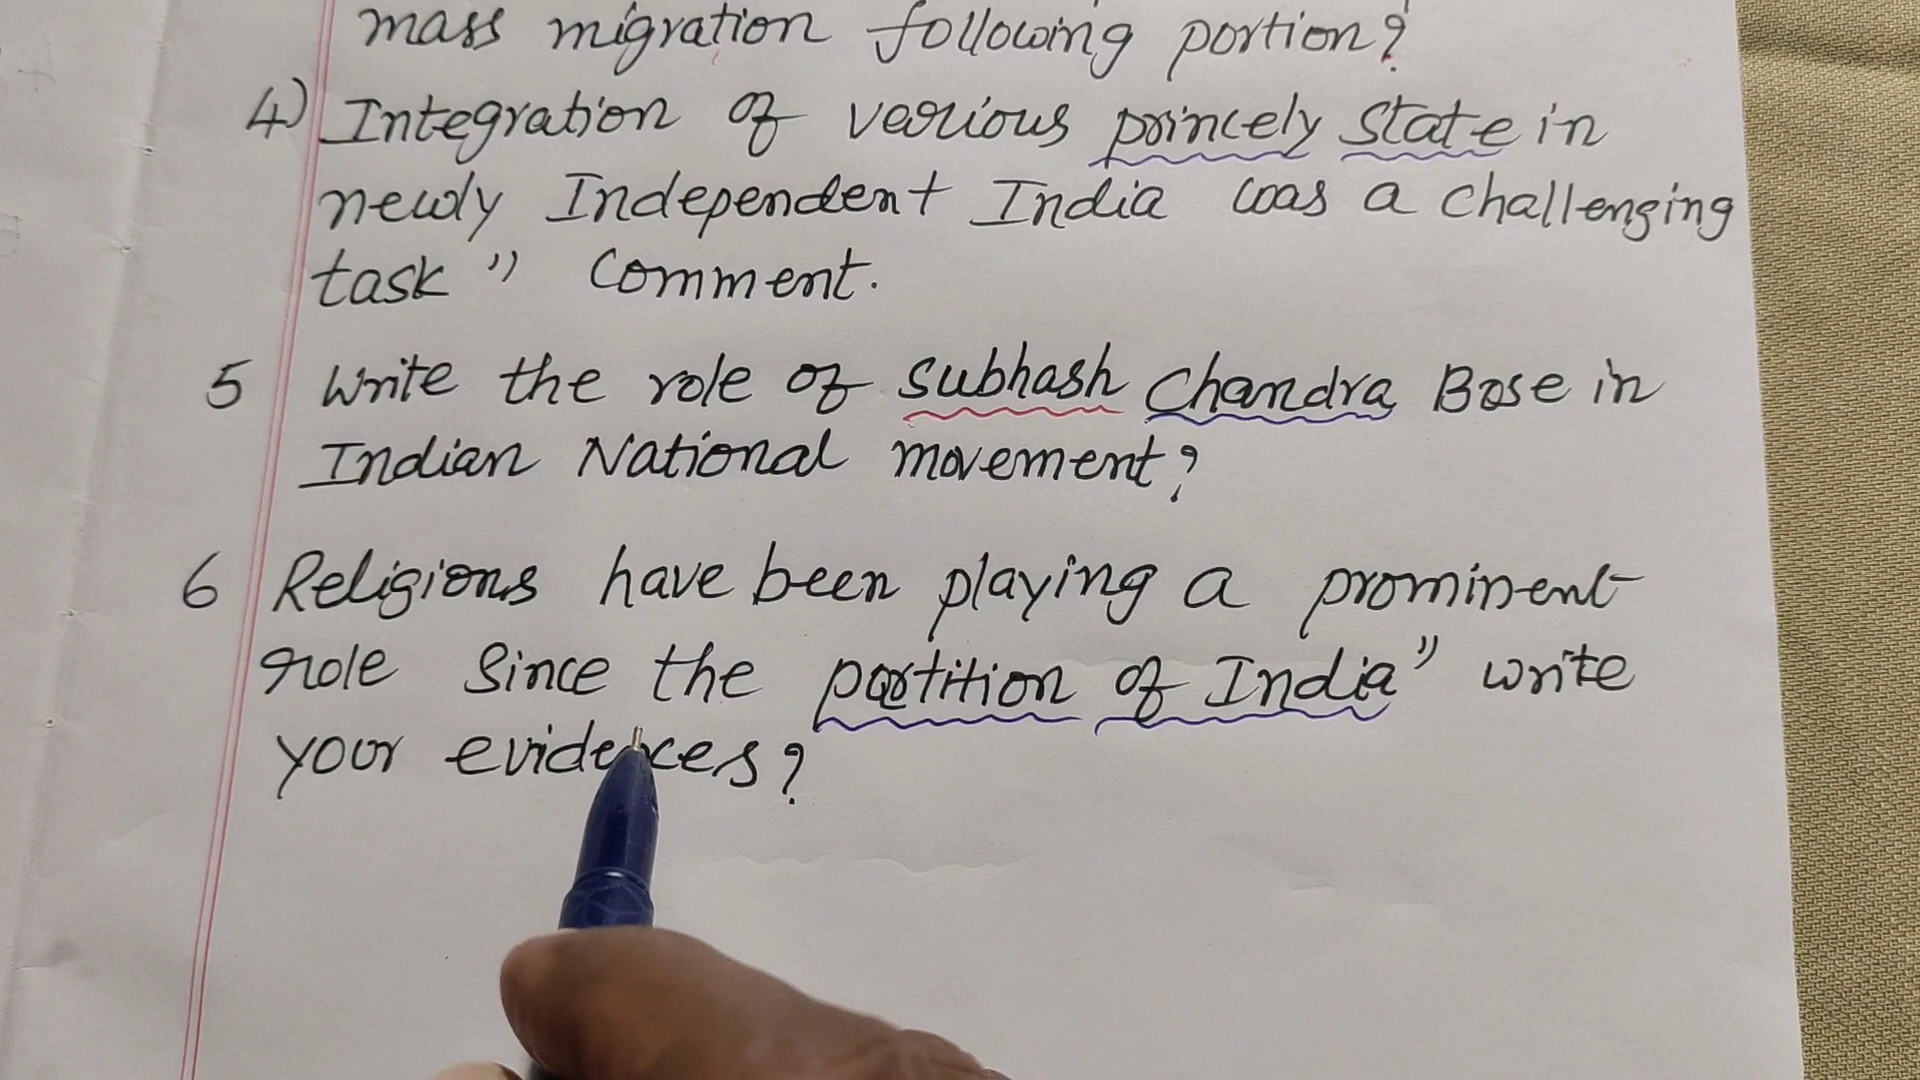 mass migration following portion?
4) Integration of various princely state in
newly Independent India was a challenging
task" comment.
5 Write the role of Subhash Chandra Bose in
Indian National movement?
6 Religions have been playing a prominent
role since the partition of India" write
your evidences?